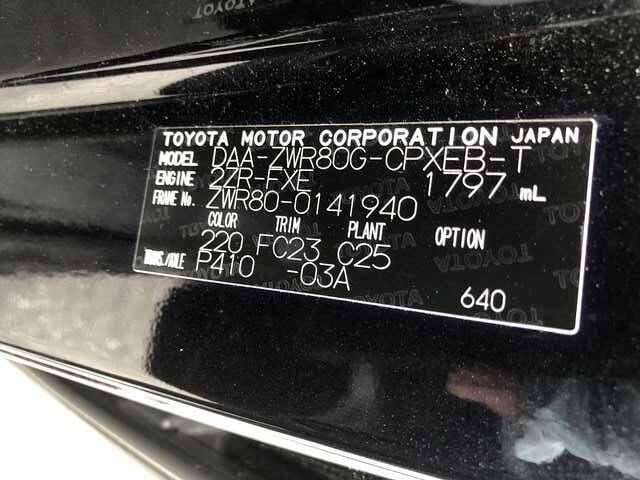 TOYOTA MOTOR CORPORATION JAPAN
MODEL DAA-ZWR80G-CPXEB-T
ENGINE 2ZR-FXE 1797 mL
FRAME No. ZWR80-0141940
COLOR TRIM PLANT OPTION
220 FC23 C25
TRANS./AXLE P410 -03A
640